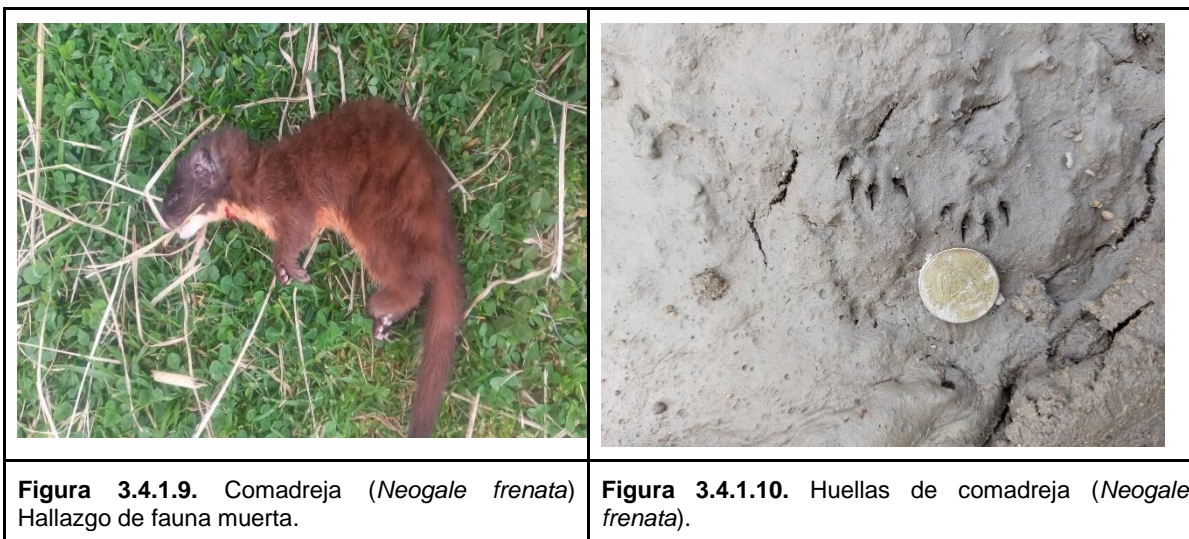 Figura 3.4.1.9. Comadreja (Neogale frenata)
Hallazgo de fauna muerta.
Figura 3.4.1.10. Huellas de comadreja (Neogale
frenata).